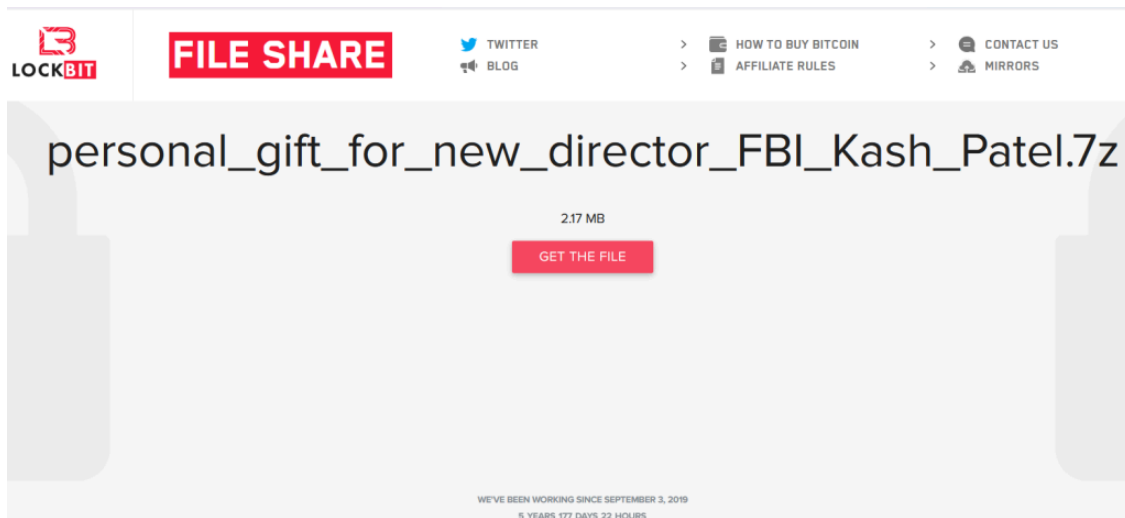 LOCKBIT
FILE SHARE
TWITTER
BLOG
HOW TO BUY BITCOIN
AFFILIATE RULES
CONTACT US
MIRRORS
personal_gift_for_new_director_FBI_Kash_Patel.7z
2.17 MB
GET THE FILE
WE'VE BEEN WORKING SINCE SEPTEMBER 3, 2019
5 YEARS 177 DAYS 22 HOURS